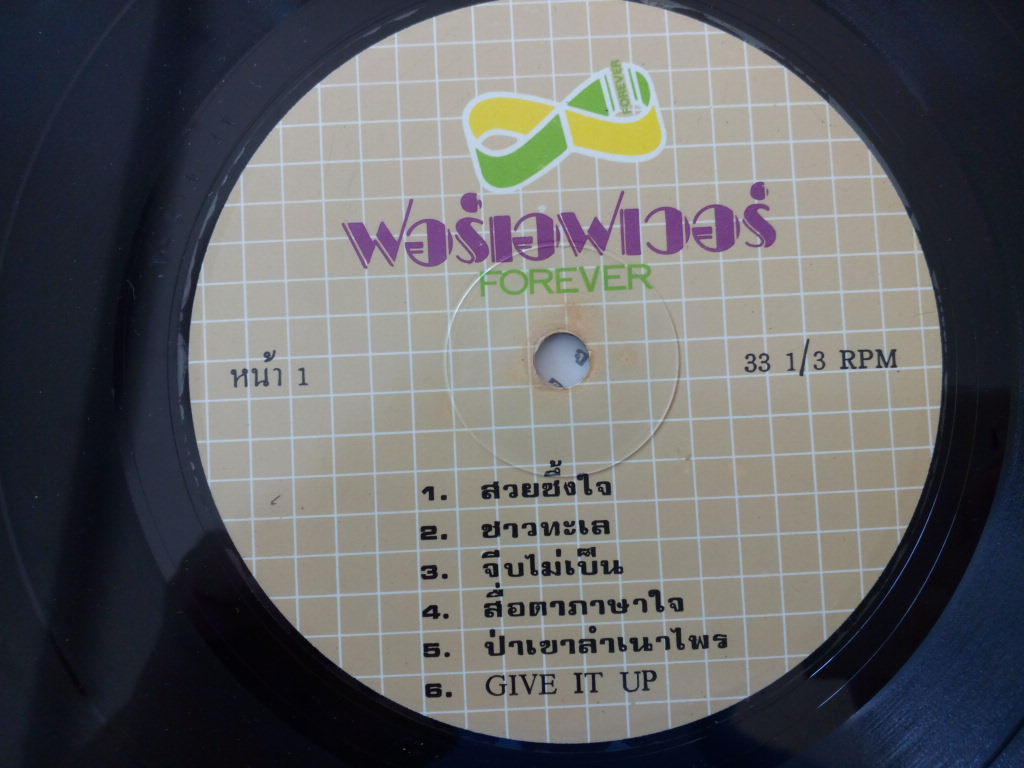 FOREVER
ฟอร์เอฟเวอร์
FOREVER
หน้า 1
33 1/3 RPM
1. สวยซึ้งใจ
2. ชาวทะเล
3. จีบไม่เป็น
4. สื่อตาภาษาใจ
5. ป่าเขาลำเนาไพร
6. GIVE IT UP